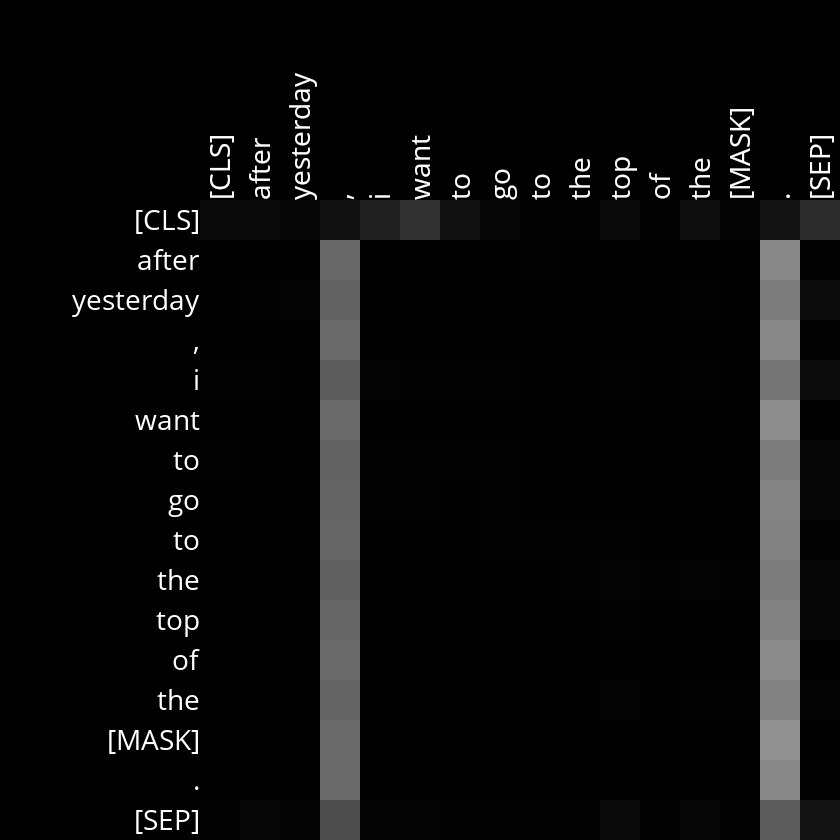 [CLS] after yesterday , i want to go to the top of the [MASK] . [SEP]
[CLS]
after
yesterday
,
i
want
to
go
to
the
top
of
the
[MASK]
.
[SEP]